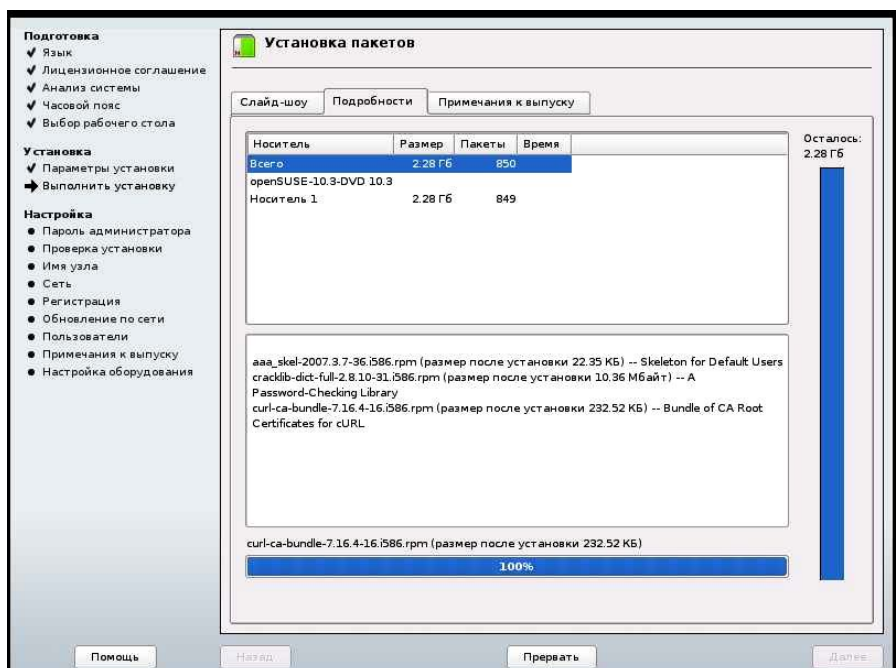 Подготовка
Язык
Лицензионное соглашение
Анализ системы
Часовой пояс
Выбор рабочего стола
Установка
Параметры установки
Выполнить установку
Настройка
Пароль администратора
Проверка установки
Имя узла
Сеть
Регистрация
Обновление по сети
Пользователи
Примечания к выпуску
Настройка оборудования
Установка пакетов
Слайд-шоу Подробности Примечания к выпуску
Носитель Размер Пакеты Время
Всего 2.28 Гб 850
openSUSE-10.3-DVD 10.3
Носитель 1 2.28 Гб 849
Осталось:
2.28 Гб
aaa_skel-2007.3.7-36.i586.rpm (размер после установки 22.35 КБ) -- Skeleton for Default Users
cracklib-dict-full-2.8.10-31.i586.rpm (размер после установки 10.36 Мбайт) -- A
Password-Checking Library
curl-ca-bundle-7.16.4-16.i586.rpm (размер после установки 232.52 КБ) -- Bundle of CA Root
Certificates for cURL
curl-ca-bundle-7.16.4-16.i586.rpm (размер после установки 232.52 КБ)
100%
Помощь Назад Прервать Далее